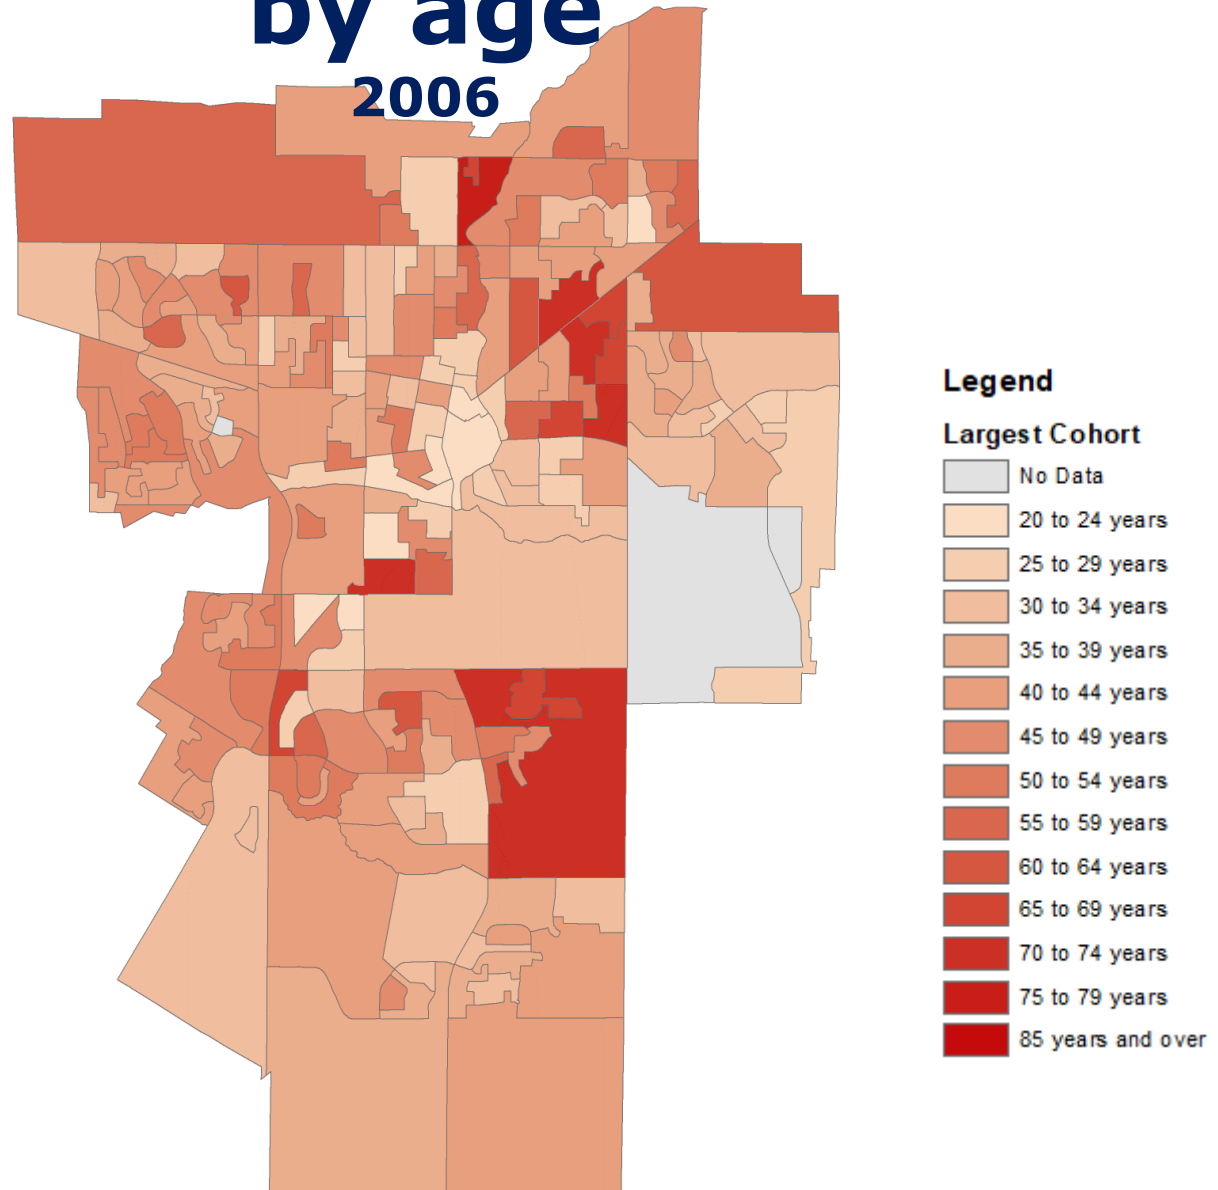 by age
2006
Legend
Largest Cohort
No Data
20 to 24 years
25 to 29 years
30 to 34 years
35 to 39 years
40 to 44 years
45 to 49 years
50 to 54 years
55 to 59 years
60 to 64 years
65 to 69 years
70 to 74 years
75 to 79 years
85 years and over